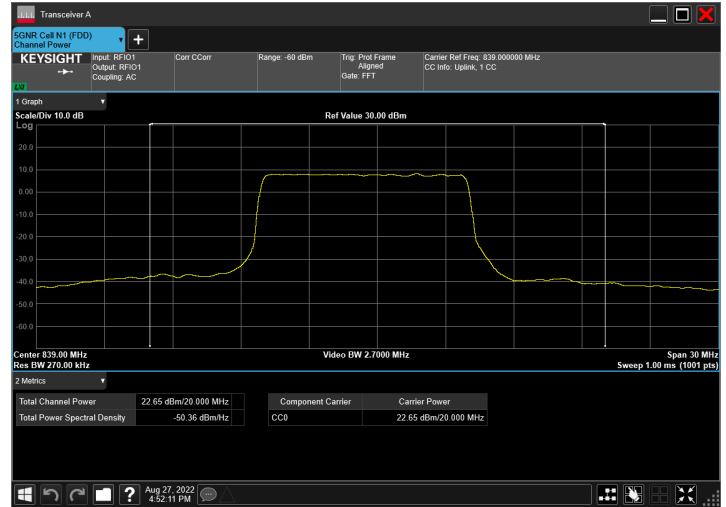 Transceiver A
5GNR Cell N1 (FDD)
Channel Power
KEYSIGHT
Input: RFIO1
Output: RFIO1
Coupling: AC
Corr CCorr
Range: -60 dBm
Trig: Prot Frame
Aligned
Gate: FFT
Carrier Ref Freq: 839.000000 MHz
CC Info: Uplink, 1 CC
LXI
1 Graph
Scale/Div 10.0 dB
Ref Value 30.00 dBm
Log
20.0
10.0
0.00
-10.0
-20.0
-30.0
-40.0
-50.0
-60.0
Center 839.00 MHz
Video BW 2.7000 MHz
Span 30 MHz
Res BW 270.00 kHz
Sweep 1.00 ms (1001 pts)
2 Metrics
Total Channel Power 22.65 dBm/20.000 MHz
Total Power Spectral Density -50.36 dBm/Hz
Component Carrier Carrier Power
CC0 22.65 dBm/20.000 MHz
Aug 27, 2022
4:52:11 PM